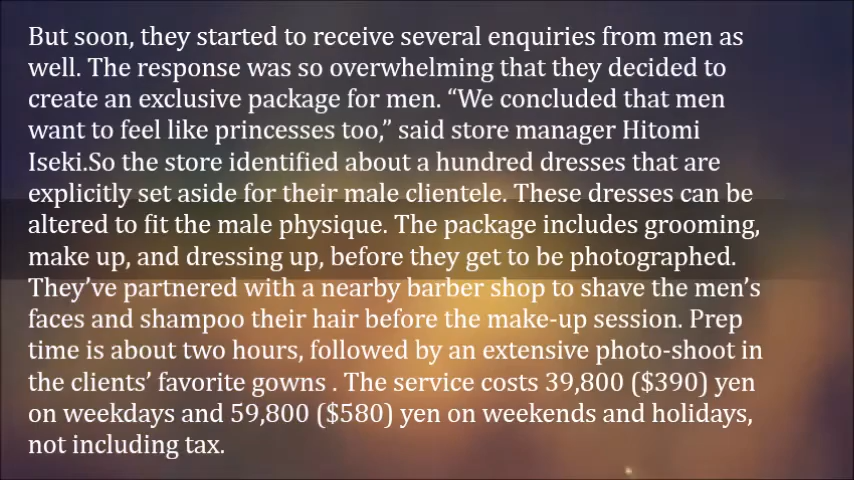 But soon, they started to receive several enquiries from men as
well. The response was so overwhelming that they decided to
create an exclusive package for men. “We concluded that men
want to feel like princesses too,” said store manager Hitomi
Iseki.So the store identified about a hundred dresses that are
explicitly set aside for their male clientele. These dresses can be
altered to fit the male physique. The package includes grooming,
make up, and dressing up, before they get to be photographed.
They’ve partnered with a nearby barber shop to shave the men’s
faces and shampoo their hair before the make-up session. Prep
time is about two hours, followed by an extensive photo-shoot in
the clients’ favorite gowns . The service costs 39,800 ($390) yen
on weekdays and 59,800 ($580) yen on weekends and holidays,
not including tax.